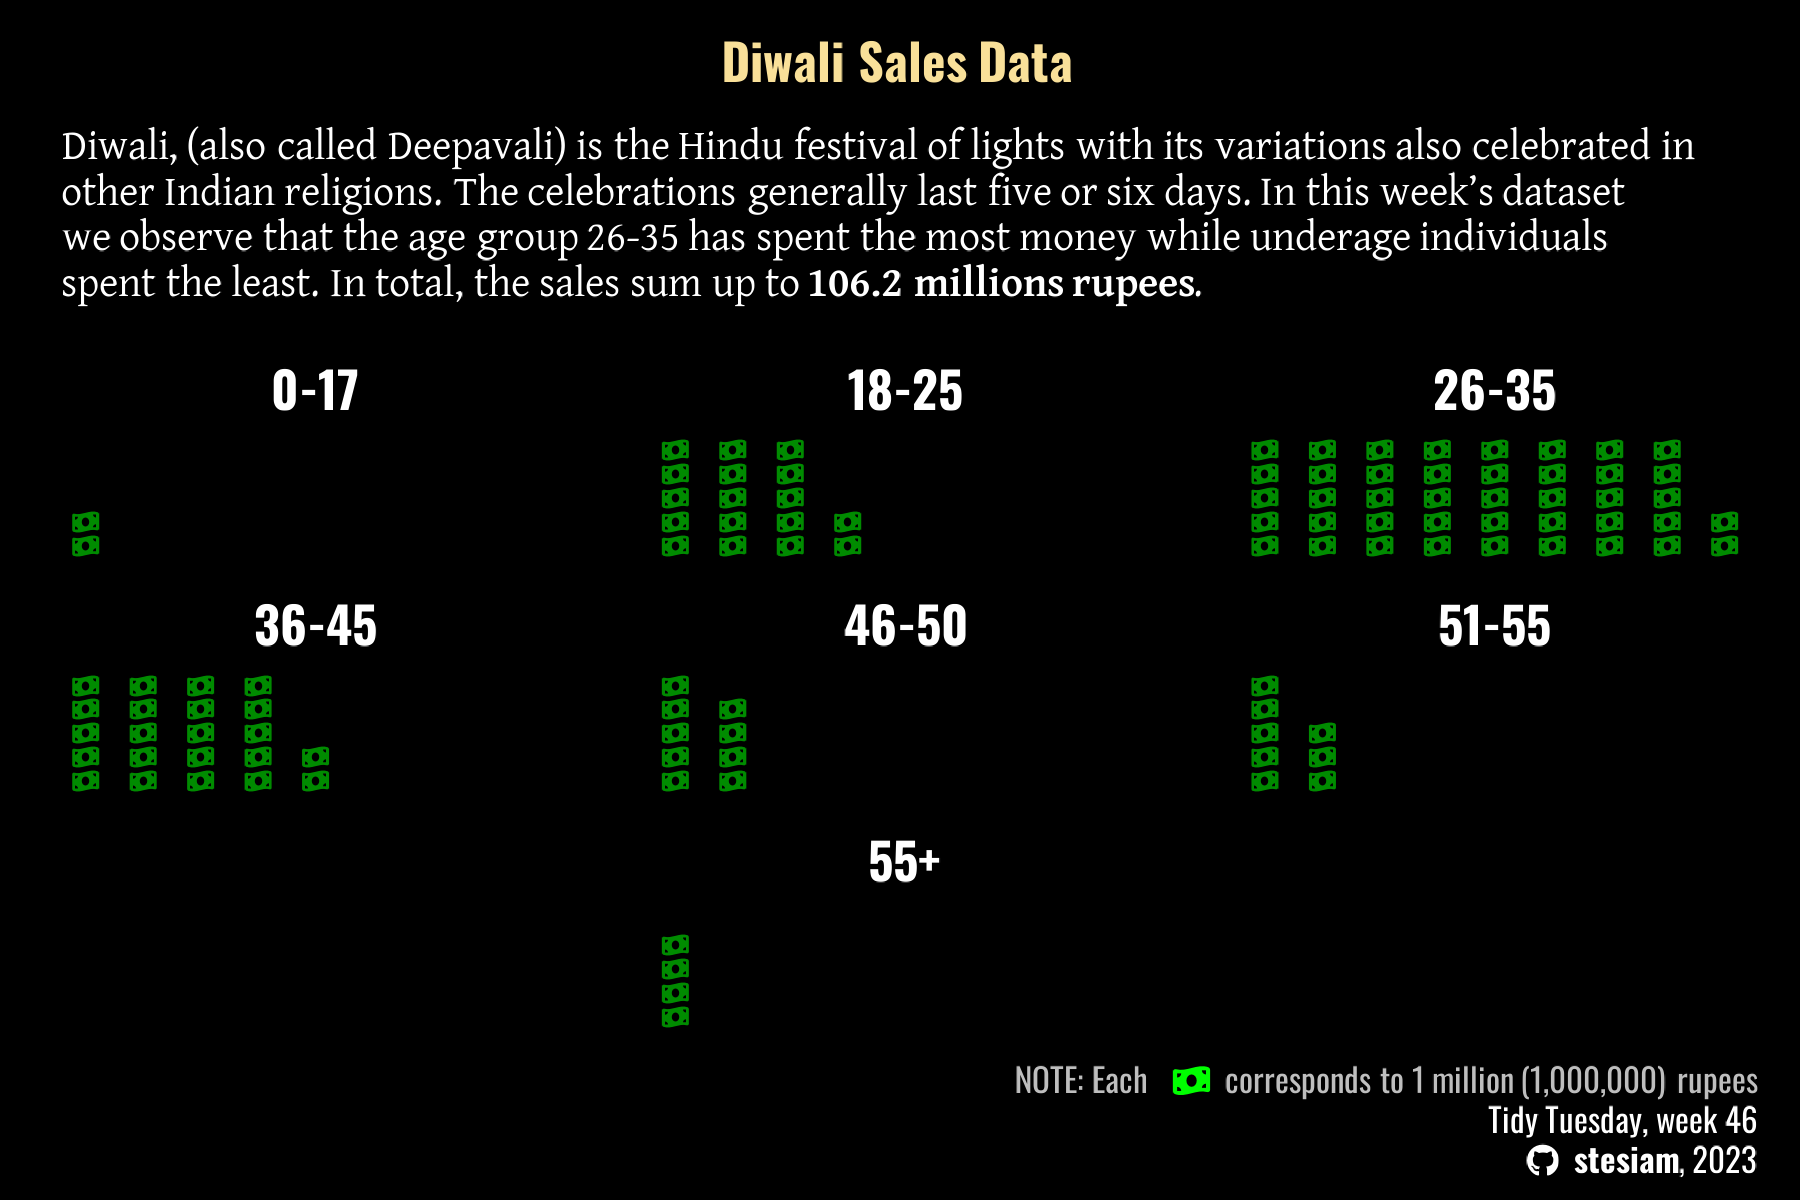 Diwali Sales Data
Diwali, (also called Deepavali) is the Hindu festival of lights with its variations also celebrated in
other Indian religions. The celebrations generally last five or six days. In this week’s dataset
we observe that the age group 26-35 has spent the most money while underage individuals
spent the least. In total, the sales sum up to 106.2 millions rupees.
0-17
18-25
26-35
36-45
46-50
51-55
55+
NOTE: Each corresponds to 1 million (1,000,000) rupees
Tidy Tuesday, week 46
stesiam, 2023